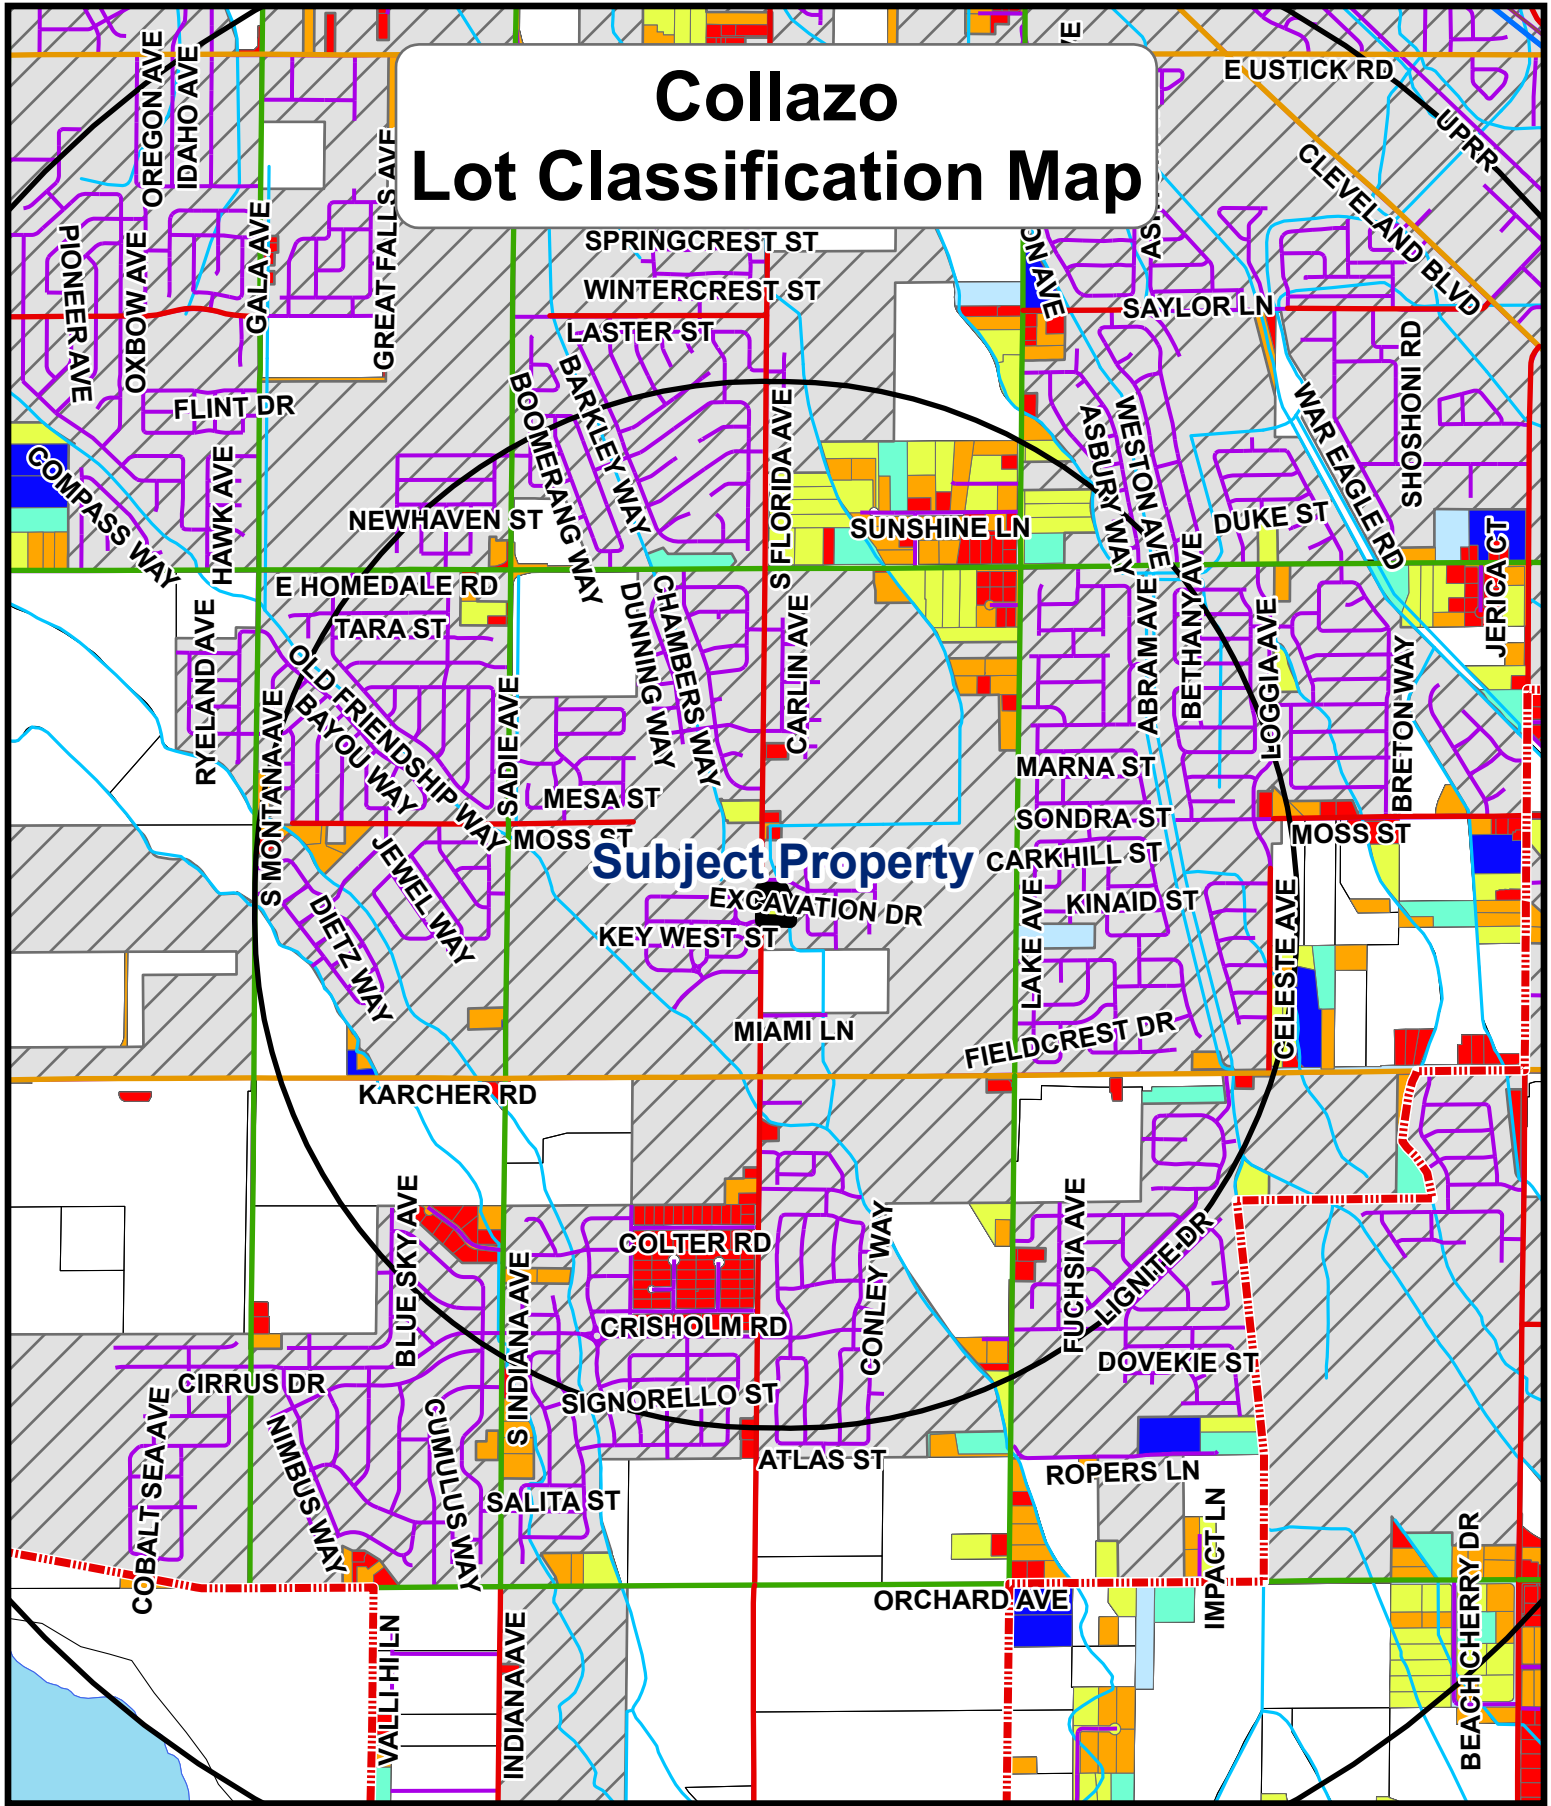 Collazo
Lot Classification Map
E USTICK RD
OREGON AVE
IDAHO AVE
UPRR
CLEVELAND BLVD
GREAT FALLS AVE
GALA AVE
PIONEER AVE
OXBOW AVE
SPRINGCREST ST
WINTERCREST ST
LASTER ST
SAYLOR LN
SHOSHONI RD
FLINT DR
BOOMERANG WAY
BARKLEY WAY
S FLORIDA AVE
ASBURY WAY
WESTON AVE
WAR EAGLE RD
COMPASS WAY
HAWK AVE
NEWHAVEN ST
SUNSHINE LN
DUKE ST
JERICA CT
E HOMEDALE RD
TARA ST
RYELAND AVE
OLD FRIENDSHIP WAY
BAYOU WAY
S MONTANA AVE
SADIE AVE
DUNNING WAY
CHAMBERS WAY
CARLIN AVE
ABRAM AVE
BETHANY AVE
LOGGIA AVE
BRETON WAY
MARNA ST
MESA ST
SONDRA ST
MOSS ST
MOSS ST
Subject Property
CARKHILL ST
JEWEL WAY
EXCAVATION DR
KINAID ST
LAKE AVE
DIETZ WAY
KEY WEST ST
CELESTE AVE
MIAMI LN
FIELDCREST DR
KARCHER RD
BLUE SKY AVE
S INDIANA AVE
COLTER RD
CONLEY WAY
FUCHSIA AVE
LIGNITE DR
CRISHOLM RD
DOVEKIE ST
CIRRUS DR
SIGNORELLO ST
COBALT SEA AVE
NIMBUS WAY
CUMULUS WAY
ATLAS ST
ROPERS LN
SALITA ST
IMPACT LN
BEACH CHERRY DR
ORCHARD AVE
VALLI-HI LN
INDIANA AVE